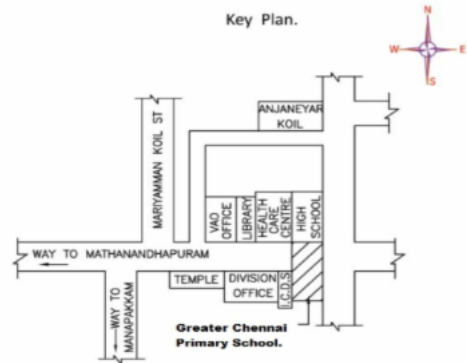 Key Plan.
N
W
E
S
ANJANEYAR
KOIL
MARIYAMMAN KOIL ST
VAO
OFFICE
LIBRARY
HEALTH
CARE
CENTRE
HIGH
SCHOOL
WAY TO MATHANANDHAPURAM
TEMPLE
DIVISION
OFFICE
I.C.D.S
WAY TO
MANAPAKKAM
Greater Chennai
Primary School.